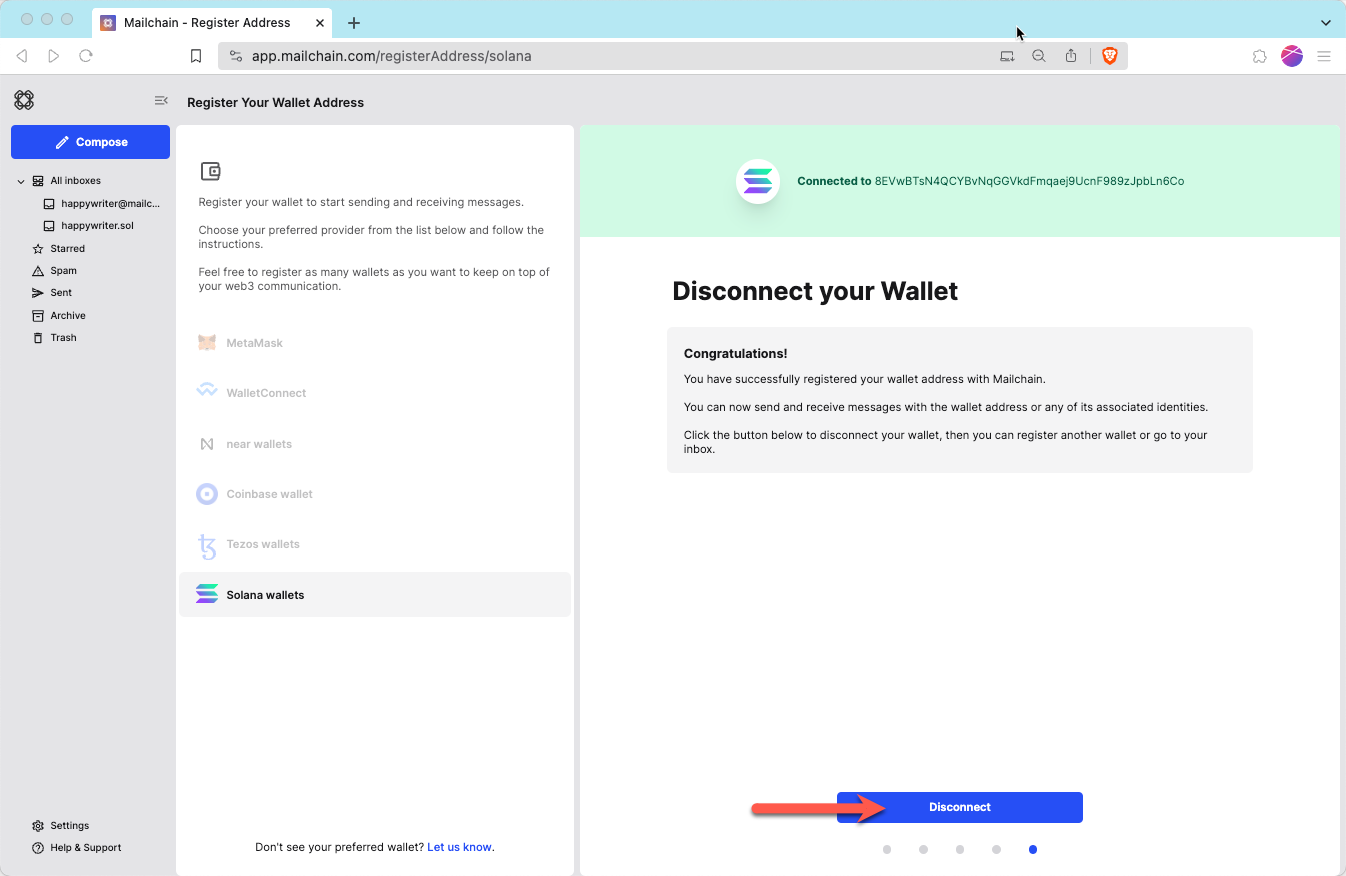 Mailchain - Register Address
app.mailchain.com/registerAddress/solana
Register Your Wallet Address
Compose
All inboxes
happywriter@mailc...
happywriter.sol
Starred
Spam
Sent
Archive
Trash
Settings
Help & Support
Register your wallet to start sending and receiving messages.
Choose your preferred provider from the list below and follow the
instructions.
Feel free to register as many wallets as you want to keep on top of
your web3 communication.
MetaMask
WalletConnect
near wallets
Coinbase wallet
Tezos wallets
Solana wallets
Don't see your preferred wallet? Let us know.
Connected to 8EVwBTsN4QCYBvNqGGVkdFmqaej9UcnF989zJpbLn6Co
Disconnect your Wallet
Congratulations!
You have successfully registered your wallet address with Mailchain.
You can now send and receive messages with the wallet address or any of its associated identities.
Click the button below to disconnect your wallet, then you can register another wallet or go to your
inbox.
Disconnect